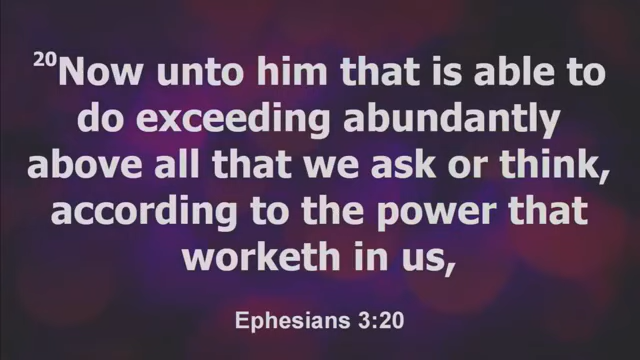 20Now unto him that is able to
do exceeding abundantly
above all that we ask or think,
according to the power that
worketh in us,
Ephesians 3:20